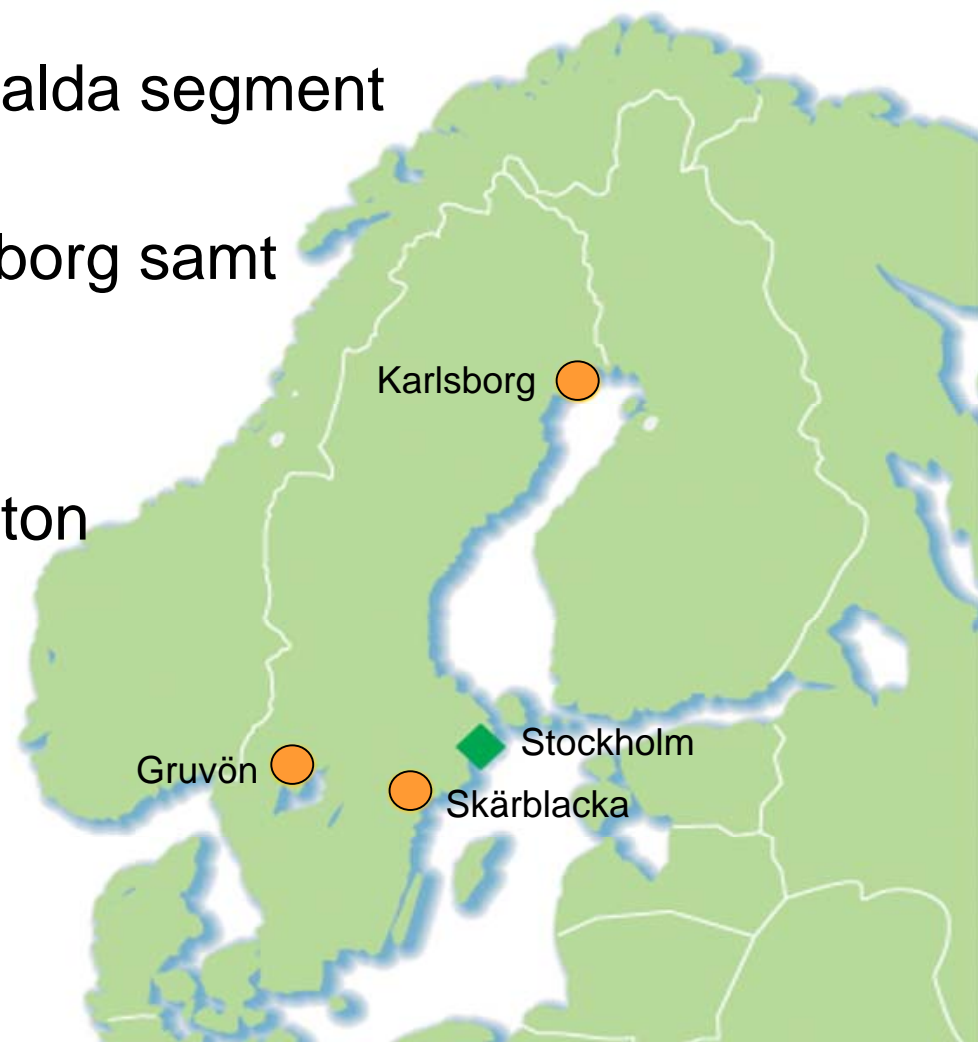 alda segment
borg samt
Karlsborg
ton
Stockholm
Gruvön
Skärblacka